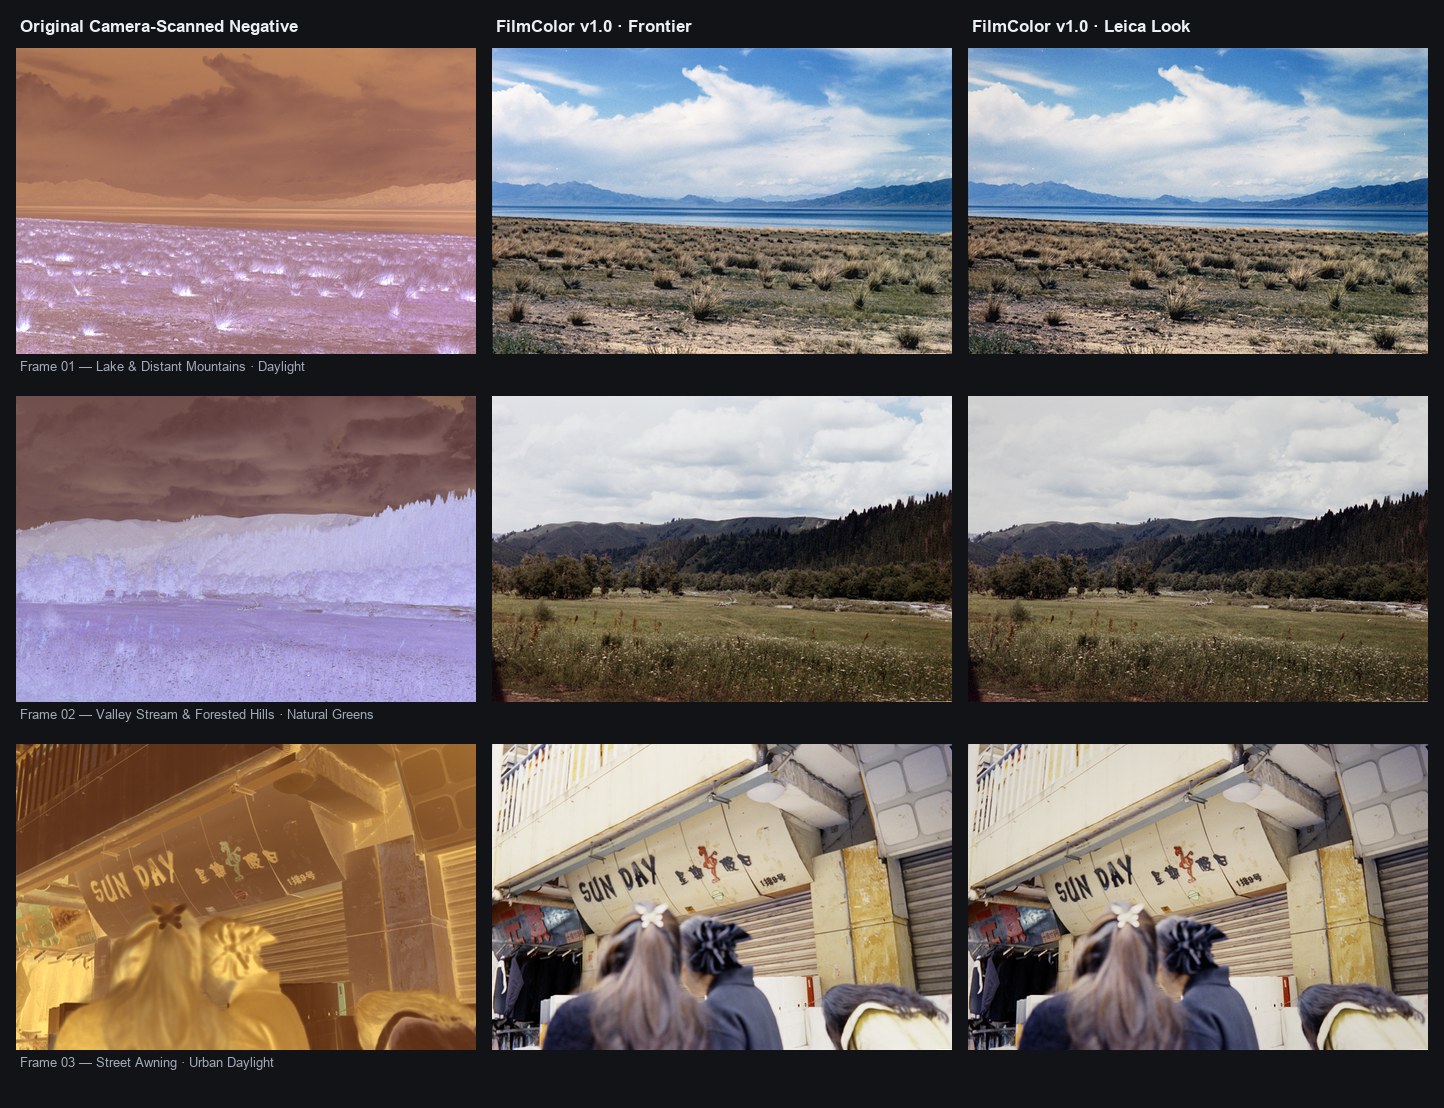 Original Camera-Scanned Negative
FilmColor v1.0 · Frontier
FilmColor v1.0 · Leica Look
Frame 01 — Lake & Distant Mountains · Daylight
Frame 02 — Valley Stream & Forested Hills · Natural Greens
SUN DAY
SUN DAY
SUN DAY
Frame 03 — Street Awning · Urban Daylight